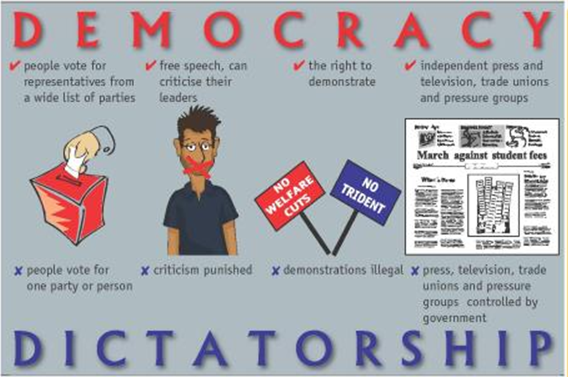 DEMOCRACY
✔ people vote for
representatives from
a wide list of parties
✔ free speech, can
criticise their
leaders
✔ the right to
demonstrate
✔ independent press and
television, trade unions
and pressure groups
NO
WELFARE
CUTS
NO
TRIDENT
March against student fees
✘ people vote for
one party or person
✘ criticism punished
✘ demonstrations illegal
✘ press, television, trade
unions and pressure
groups controlled by
government
DICTATORSHIP